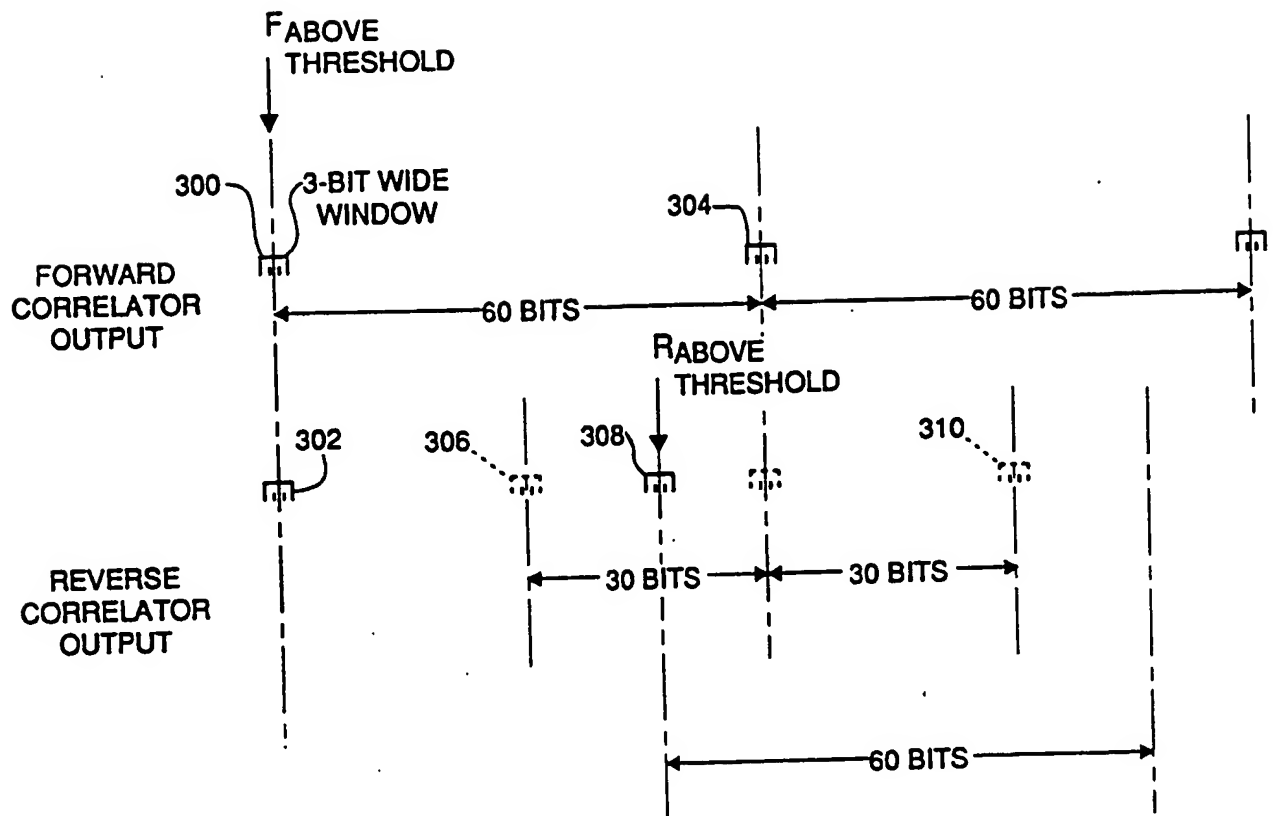 FABOVE
THRESHOLD
300
3-BIT WIDE
WINDOW
304
FORWARD
CORRELATOR
OUTPUT
60 BITS
60 BITS
RABOVE
THRESHOLD
302
306
308
310
REVERSE
CORRELATOR
OUTPUT
30 BITS
30 BITS
60 BITS